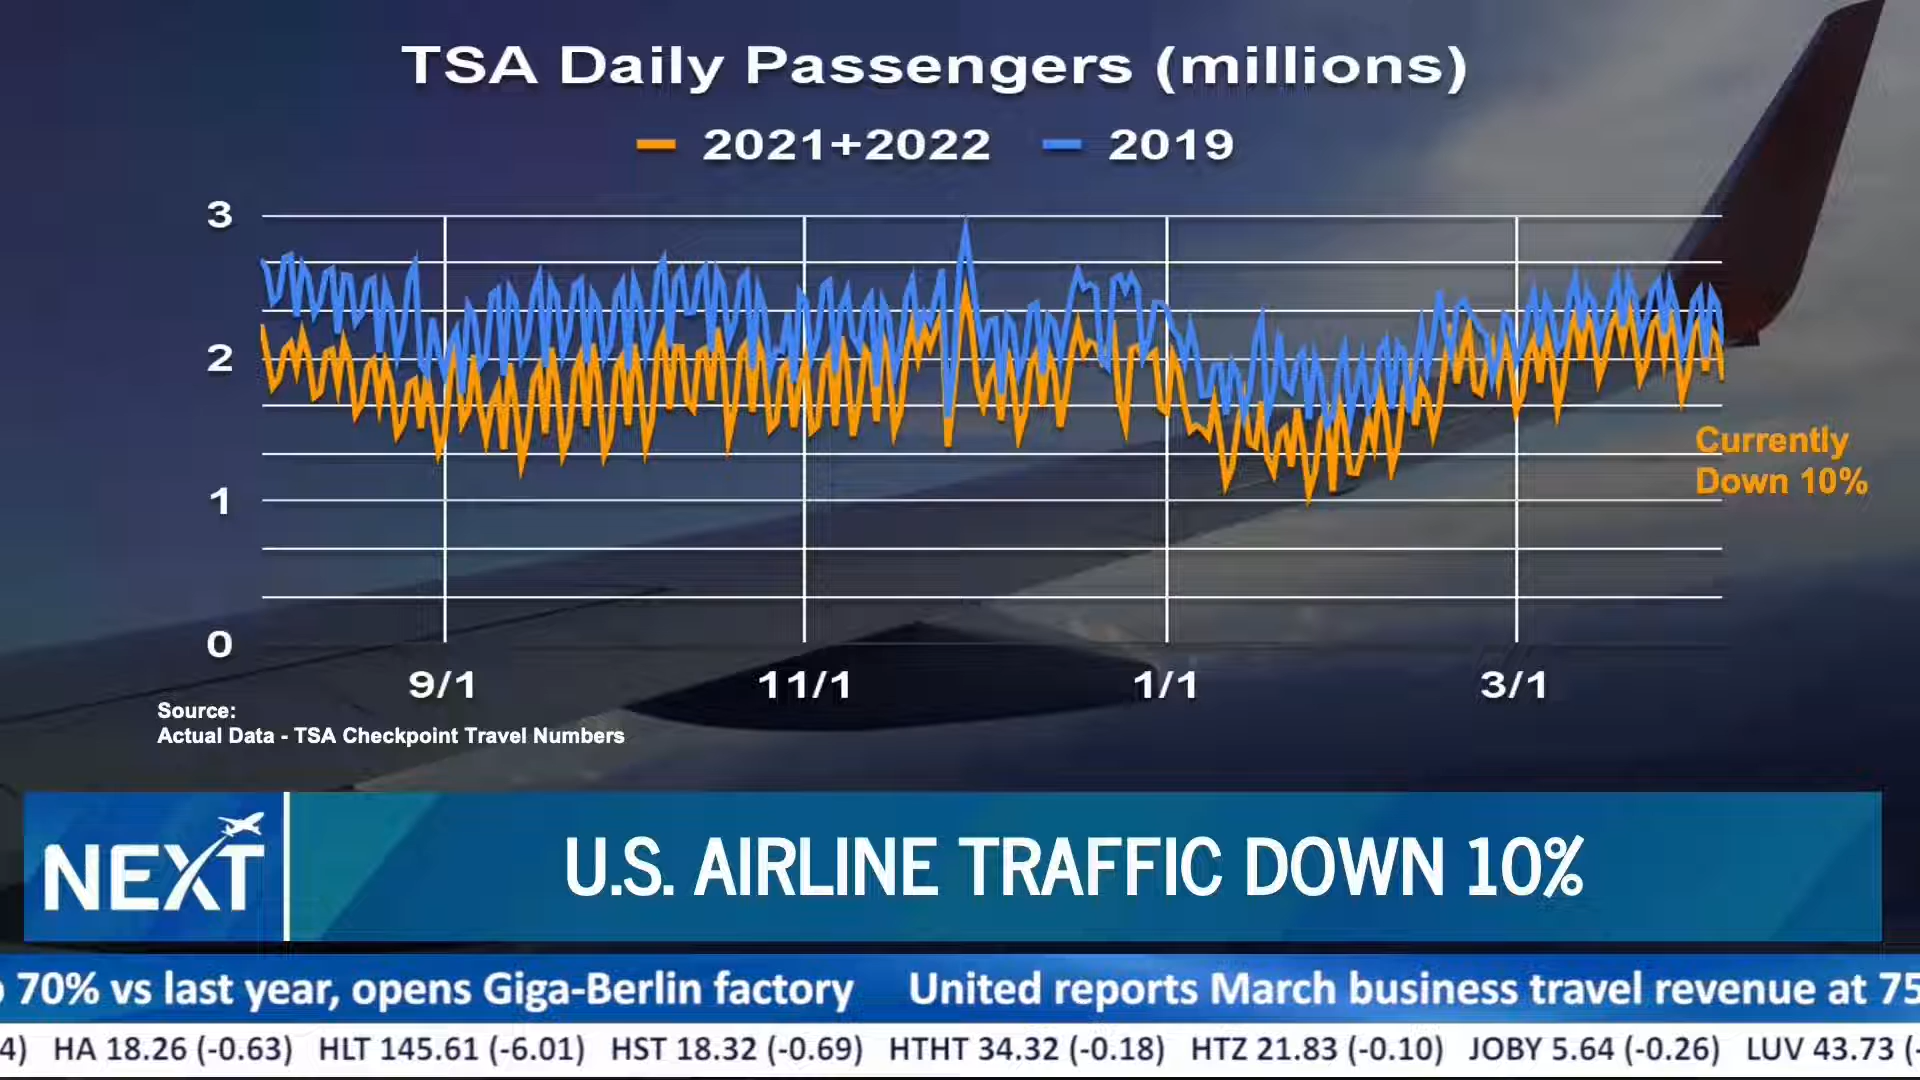 TSA Daily Passengers (millions)
2021+2022 2019
3
2
1
0
9/1 11/1 1/1 3/1
Currently
Down 10%
Source:
Actual Data - TSA Checkpoint Travel Numbers
NEXT
U.S. AIRLINE TRAFFIC DOWN 10%
70% vs last year, opens Giga-Berlin factory United reports March business travel revenue at 75
4) HA 18.26 (-0.63) HLT 145.61 (-6.01) HST 18.32 (-0.69) HTHT 34.32 (-0.18) HTZ 21.83 (-0.10) JOBY 5.64 (-0.26) LUV 43.73 (-